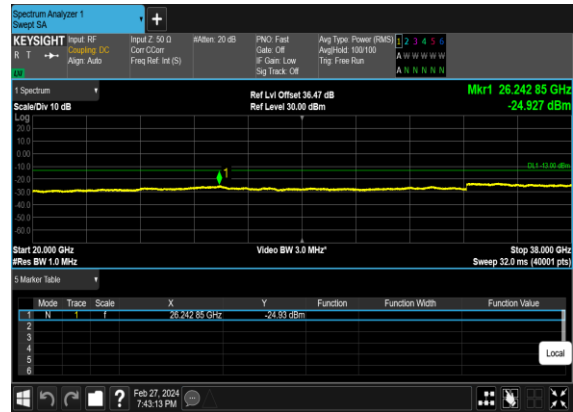 Spectrum Analyzer 1
Swept SA
+
KEYSIGHT Input: RF Input Z: 50 Ω #Atten: 20 dB PNO: Fast Avg Type: Power (RMS) 1 2 3 4 5 6
R T Coupling: DC Corr CCorr Gate: Off Avg|Hold: 100/100 A W W W W W
Align: Auto Freq Ref: Int (S) IF Gain: Low Trig: Free Run
LW Sig Track: Off A N N N N N
1 Spectrum Ref Lvl Offset 36.47 dB Mkr1 26.242 85 GHz
Scale/Div 10 dB Ref Level 30.00 dBm -24.927 dBm
Log
20.0
10.0
0.00
-10.0 DL1 -13.00 dBm
-20.0 1
-30.0
-40.0
-50.0
-60.0
Start 20.000 GHz Video BW 3.0 MHz* Stop 38.000 GHz
#Res BW 1.0 MHz Sweep 32.0 ms (40001 pts)
5 Marker Table
Mode Trace Scale X Y Function Function Width Function Value
1 N 1 f 26.242 85 GHz -24.93 dBm
2
3
4
5
6
Local
? Feb 27, 2024
7:43:13 PM